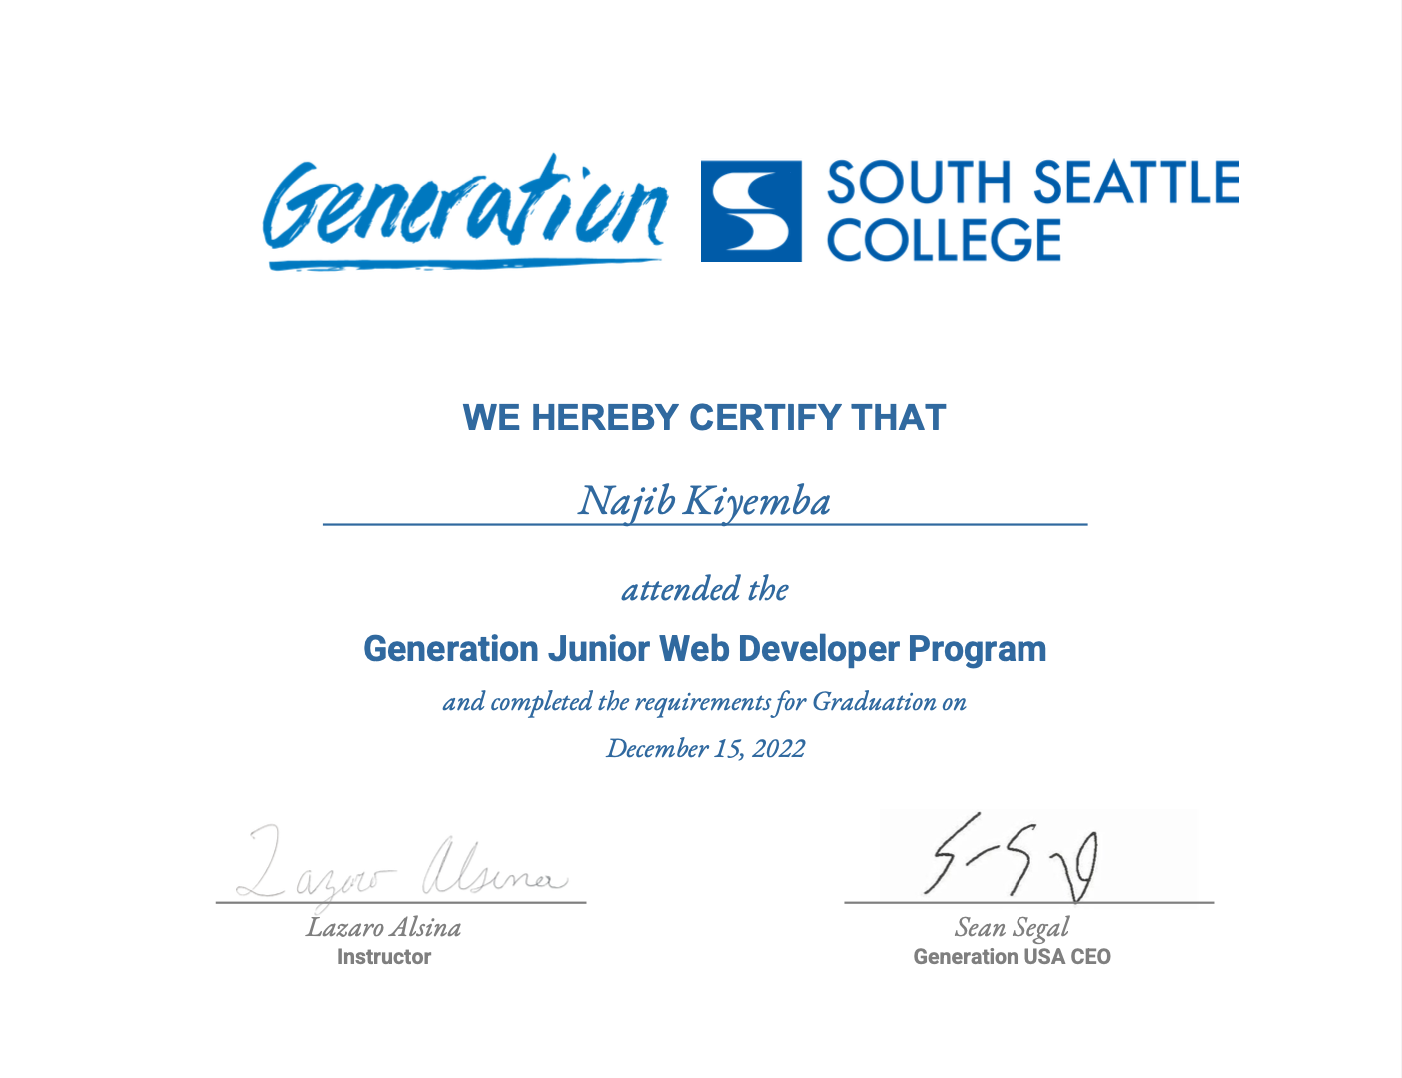 Generation
SOUTH SEATTLE
COLLEGE
WE HEREBY CERTIFY THAT
Najib Kiyemba
attended the
Generation Junior Web Developer Program
and completed the requirements for Graduation on
December 15, 2022
Lazaro Alsina
Lazaro Alsina
Instructor
Sean Segal
Generation USA CEO